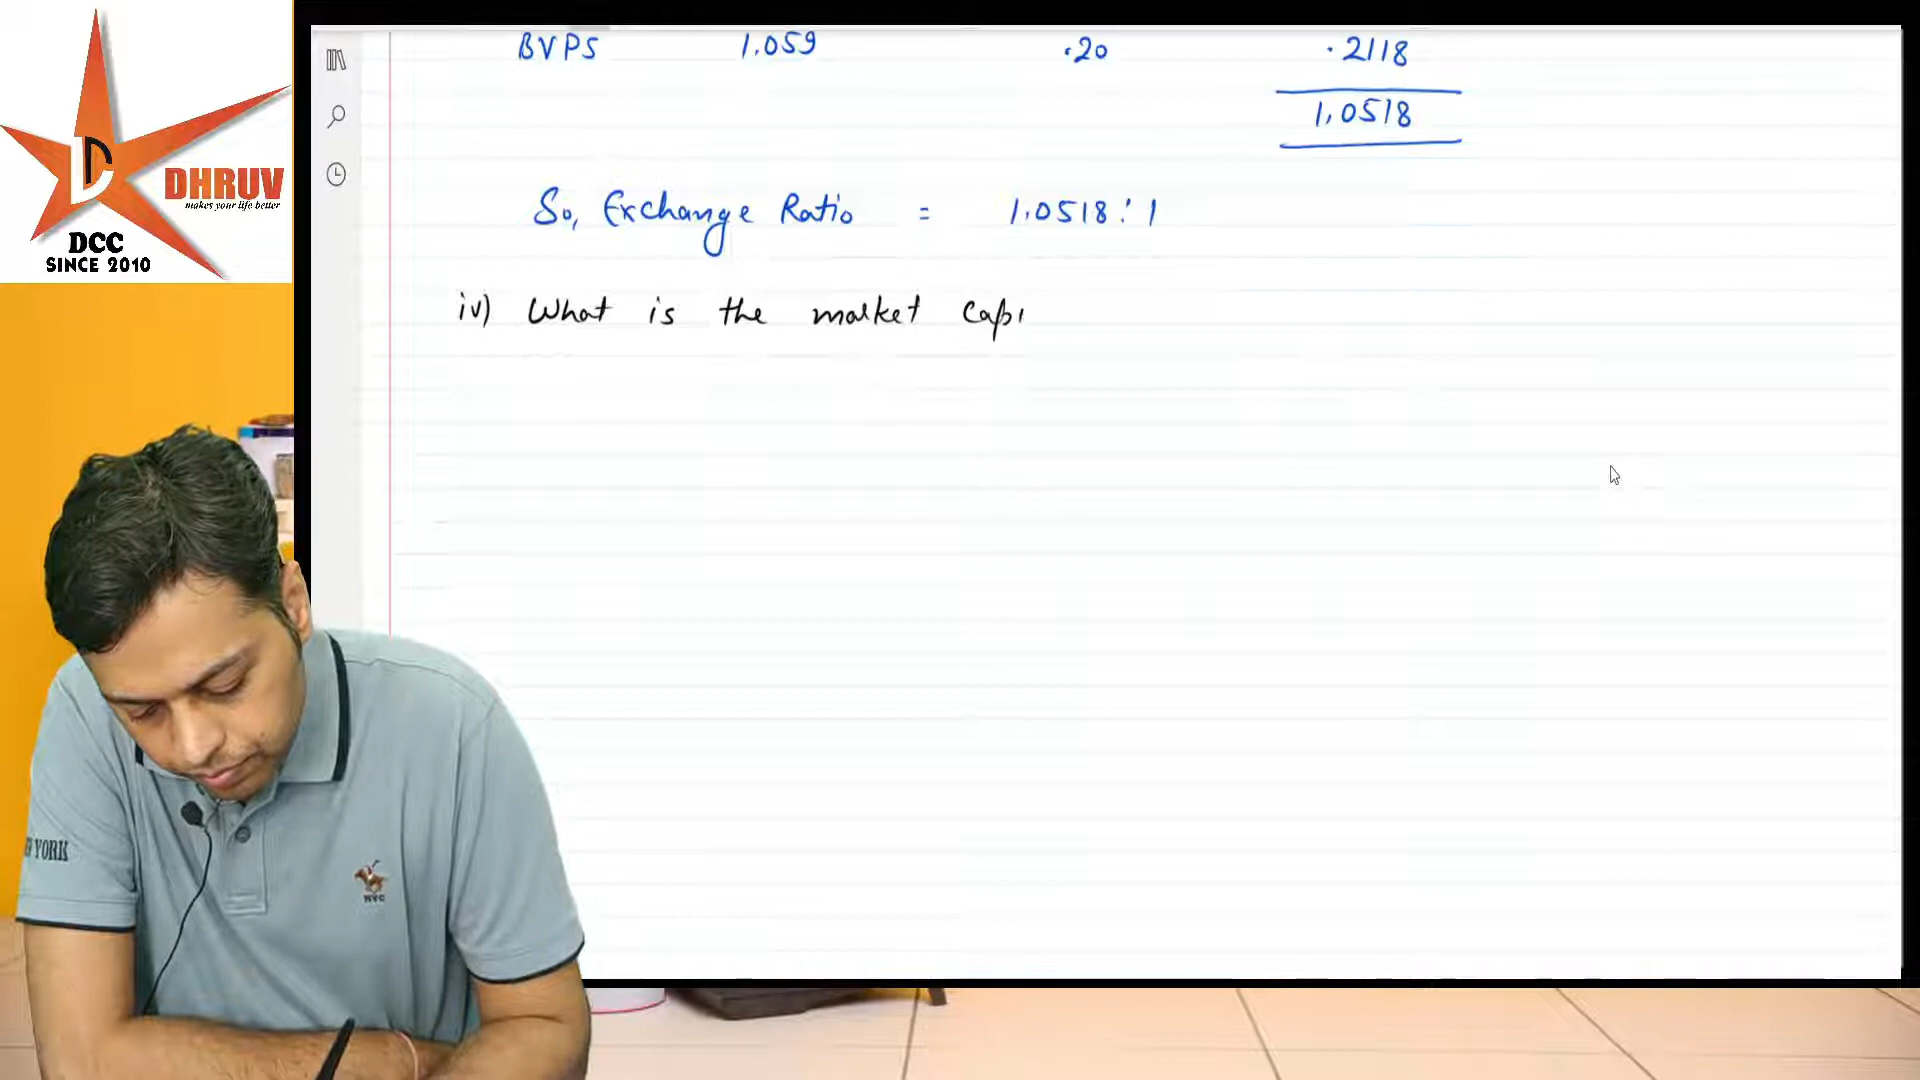 BVPS 1.059 .20 .2118
1.0518
So, Exchange Ratio = 1.0518 : 1
iv) What is the market Capi
D
DHRUV
makes your life better
DCC
SINCE 2010
YORK
NYC